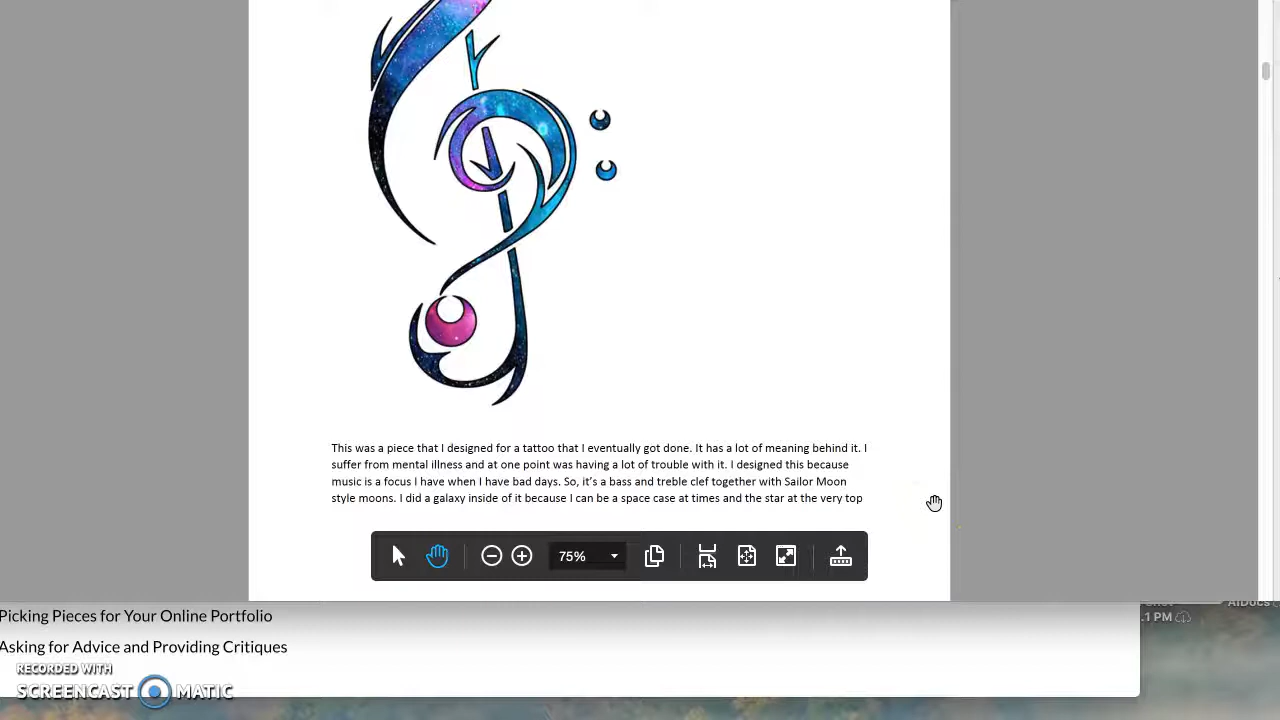 This was a piece that I designed for a tattoo that I eventually got done. It has a lot of meaning behind it. I
suffer from mental illness and at one point was having a lot of trouble with it. I designed this because
music is a focus I have when I have bad days. So, it's a bass and treble clef together with Sailor Moon
style moons. I did a galaxy inside of it because I can be a space case at times and the star at the very top
75%
Picking Pieces for Your Online Portfolio
.1 PM
Asking for Advice and Providing Critiques
RECORDED WITH
SCREENCAST MATIC